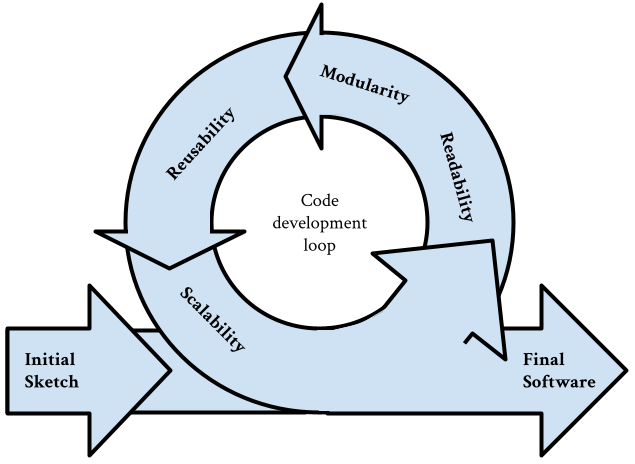 Modularity
Reusability
Readability
Code
development
loop
Scalability
Initial
Sketch
Final
Software